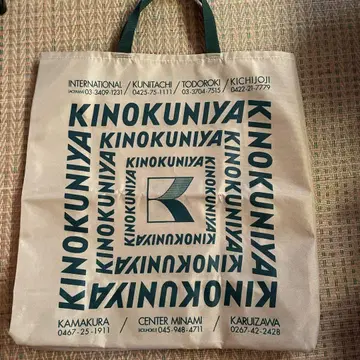 INTERNATIONAL / KUNITACHI / TODOROKI / KICHIJOJI
03-3409-1231 / 0425-75-1111 / 03-3704-7515 / 0422-21-7779
KINOKUNIYA
KINOKUNIYA
KINOKUNIYA
KINOKUNIYA
KINOKUNIYA
KINOKUNIYA
KINOKUNIYA
KINOKUNIYA
KINOKUNIYA
KINOKUNIYA
KINOKUNIYA
KINOKUNIYA
KAMAKURA / CENTER MINAMI / KARUIZAWA
0467-25-1911 / 045-948-4711 / 0267-42-2428